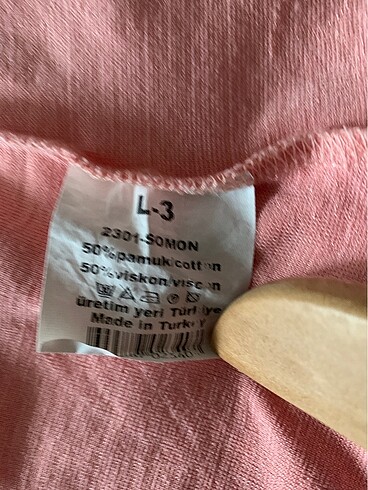 L-3
2301-SOMON
50%pamuk/cotton
50%viskon/viscon
üretim yeri Türkiye
Made in Turkey